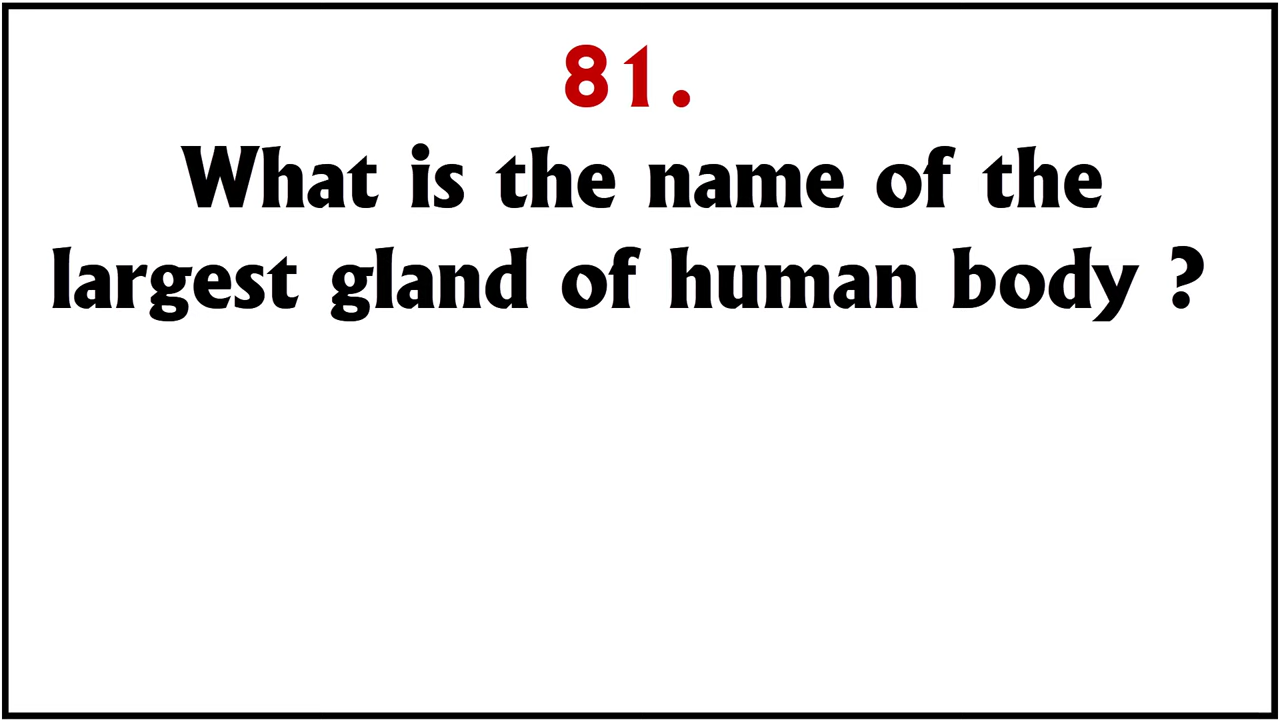 81.
What is the name of the
largest gland of human body ?